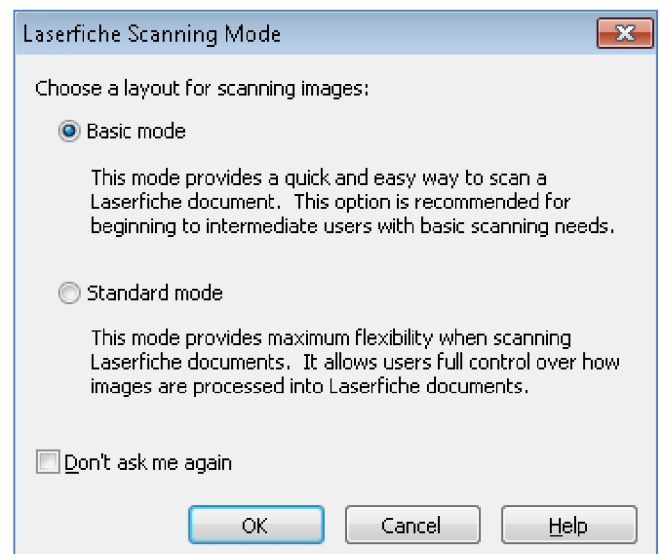 Laserfiche Scanning Mode
Choose a layout for scanning images:
Basic mode
This mode provides a quick and easy way to scan a
Laserfiche document.  This option is recommended for
beginning to intermediate users with basic scanning needs.
Standard mode
This mode provides maximum flexibility when scanning
Laserfiche documents.  It allows users full control over how
images are processed into Laserfiche documents.
Don't ask me again
OK Cancel Help